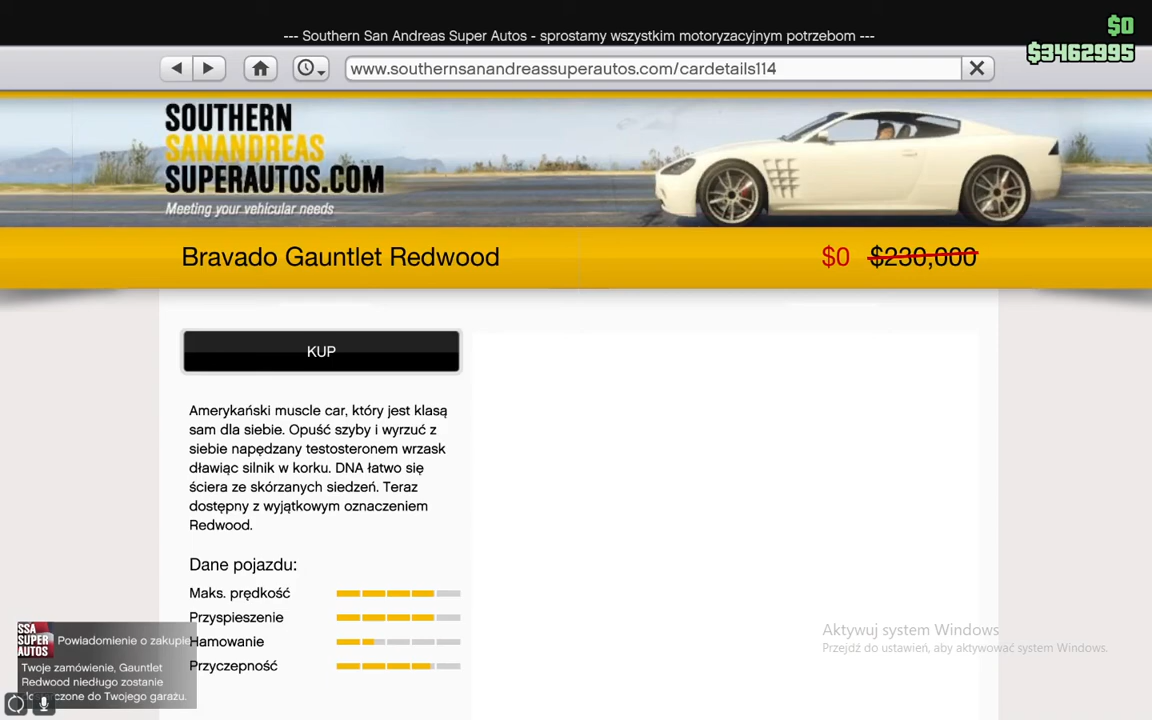 --- Southern San Andreas Super Autos - sprostamy wszystkim motoryzacyjnym potrzebom ---
$0
$3462995
www.southernsanandreassuperautos.com/cardetails114
SOUTHERN
SANANDREAS
SUPERAUTOS.COM
Meeting your vehicular needs
Bravado Gauntlet Redwood $0 $230,000
KUP
Amerykański muscle car, który jest klasą
sam dla siebie. Opuść szyby i wyrzuć z
siebie napędzany testosteronem wrzask
dławiąc silnik w korku. DNA łatwo się
ściera ze skórzanych siedzeń. Teraz
dostępny z wyjątkowym oznaczeniem
Redwood.
Dane pojazdu:
Maks. prędkość
Przyspieszenie
Hamowanie
Przyczepność
SSA
SUPER
AUTOS
Powiadomienie o zakupie
Twoje zamówienie, Gauntlet
Redwood niedługo zostanie
do Twojego garażu.
Aktywuj system Windows
Przejdź do ustawień, aby aktywować system Windows.